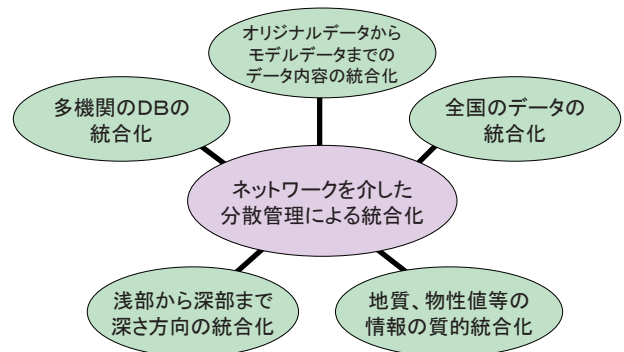 オリジナルデータから
モデルデータまでの
データ内容の統合化
多機関のDBの
統合化
全国のデータの
統合化
ネットワークを介した
分散管理による統合化
浅部から深部まで
深さ方向の統合化
地質、物性値等の
情報の質的統合化